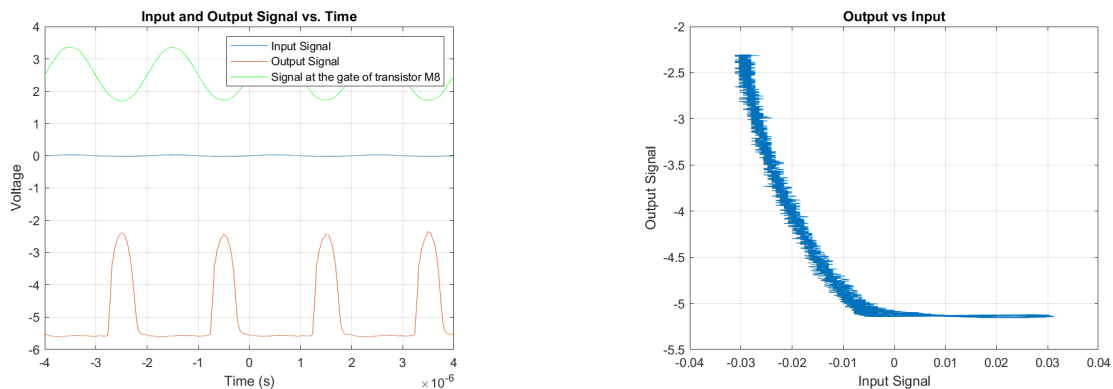 Input and Output Signal vs. Time
4
3
2
1
0
-1
-2
-3
-4
-5
-6
Voltage
Input Signal
Output Signal
Signal at the gate of transistor M8
-4 -3 -2 -1 0 1 2 3 4
Time (s)
×10-6
Output vs Input
-2
-2.5
-3
-3.5
-4
-4.5
-5
-5.5
Output Signal
-0.04 -0.03 -0.02 -0.01 0 0.01 0.02 0.03 0.04
Input Signal